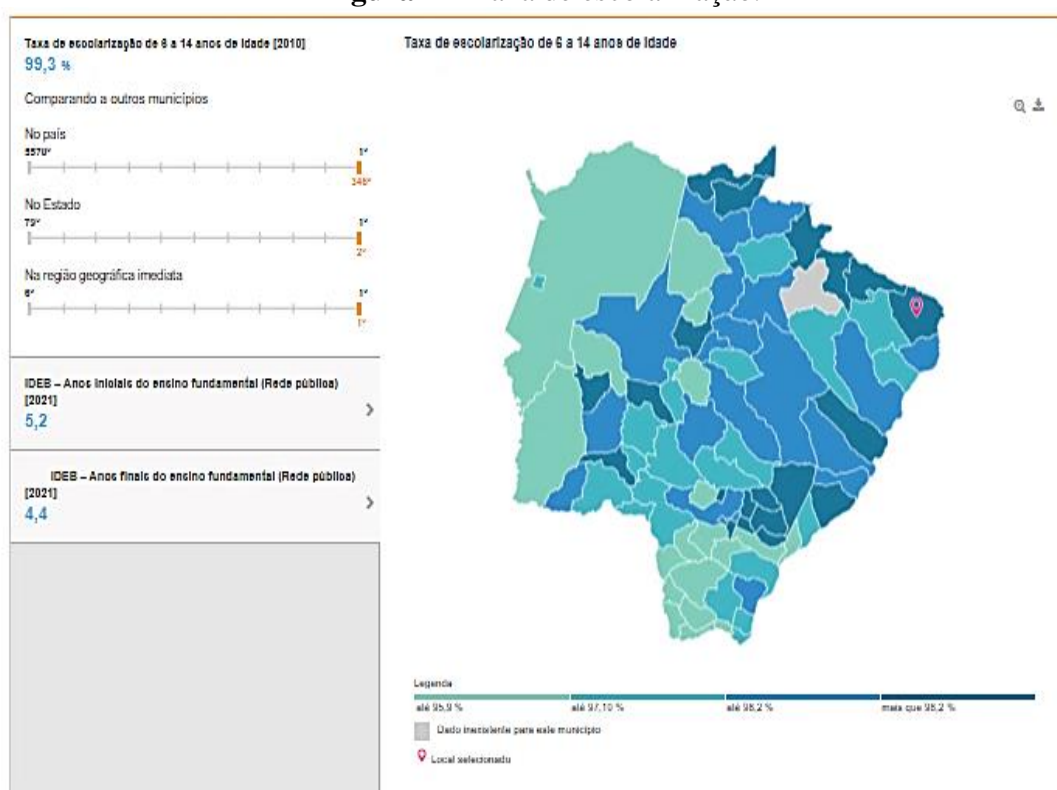 Taxa de escolarização de 6 a 14 anos de idade [2010]
99,3 %
Comparando a outros municípios
No país
5570º 1º
348º
No Estado
79º 1º
2º
Na região geográfica imediata
6º 1º
1º
IDEB – Anos iniciais do ensino fundamental (Rede pública)
[2021]
5,2
IDEB – Anos finais do ensino fundamental (Rede pública)
[2021]
4,4
Taxa de escolarização de 6 a 14 anos de idade
Legenda
até 95,9 % até 97,10 % até 98,2 % mais que 98,2 %
Dado inexistente para este município
Local selecionado